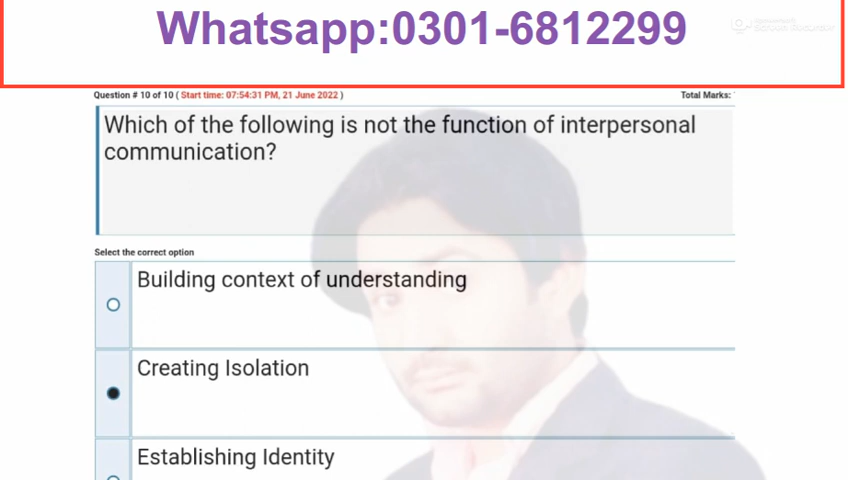 Whatsapp:0301-6812299
Question # 10 of 10 ( Start time: 07:54:31 PM, 21 June 2022 )
Total Marks:
Which of the following is not the function of interpersonal
communication?
Select the correct option
Building context of understanding
Creating Isolation
Establishing Identity